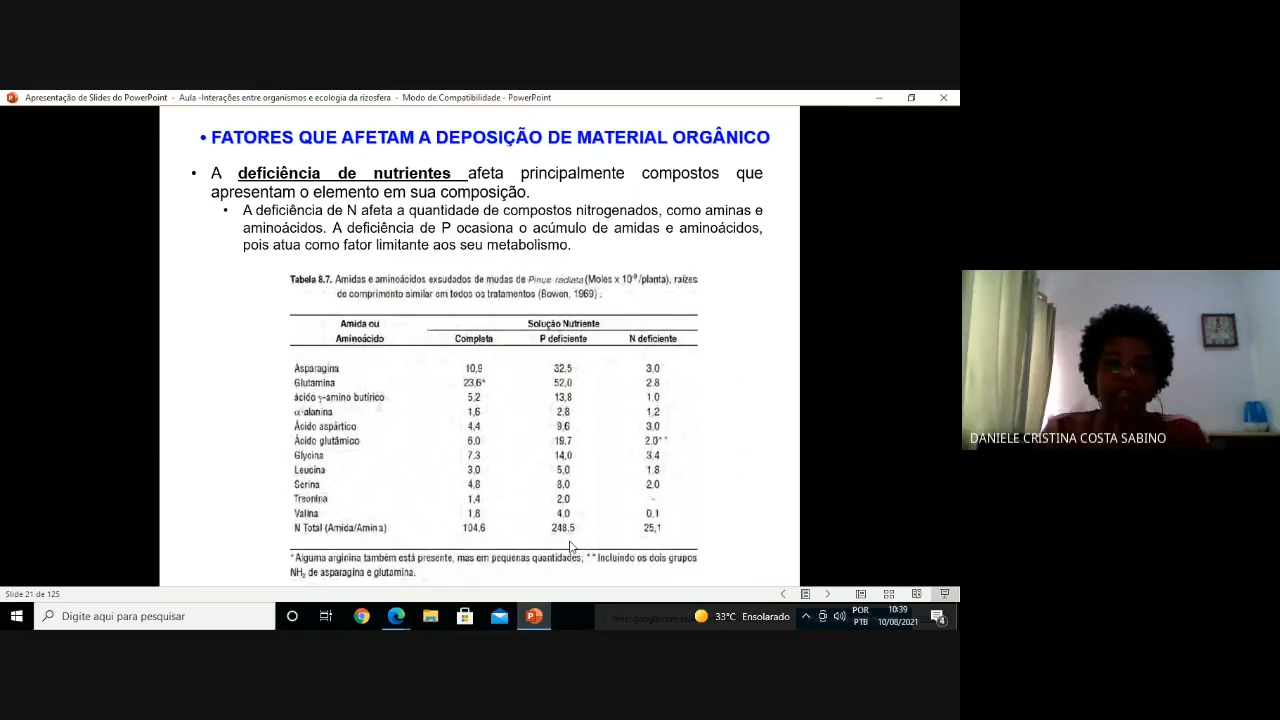 Apresentação de Slides do PowerPoint - Aula -Interações entre organismos e ecologia da rizosfera - Modo de Compatibilidade - PowerPoint
• FATORES QUE AFETAM A DEPOSIÇÃO DE MATERIAL ORGÂNICO
• A deficiência de nutrientes afeta principalmente compostos que
apresentam o elemento em sua composição.
• A deficiência de N afeta a quantidade de compostos nitrogenados, como aminas e
aminoácidos. A deficiência de P ocasiona o acúmulo de amidas e aminoácidos,
pois atua como fator limitante aos seu metabolismo.
Tabela 8.7. Amidas e aminoácidos exsudados de mudas de Pinus radiata (Moles x 10⁻⁹/planta), raízes
de comprimento similar em todos os tratamentos (Bowen, 1969).
Amida ou Solução Nutriente
Aminoácido Completa P deficiente N deficiente
Asparagina 10,9 32,5 3,0
Glutamina 23,6* 52,0 2,8
ácido γ-amino butírico 5,2 13,8 1,0
α-alanina 1,6 2,8 1,2
Ácido aspártico 4,4 9,6 3,0
Ácido glutâmico 6,0 19,7 2,0**
Glycina 7,3 14,0 3,4
Leucina 3,0 5,0 1,8
Serina 4,8 8,0 2,0
Treonina 1,4 2,0 -
Valina 1,8 4,0 0,1
N Total (Amida/Amina) 104,6 248,5 25,1
*Alguma arginina também está presente, mas em pequenas quantidades; **Incluindo os dois grupos
NH₂ de asparagina e glutamina.
DANIELE CRISTINA COSTA SABINO
Slide 21 de 125
Digite aqui para pesquisar
33°C Ensolarado
POR
PTB
10:39
10/08/2021
4